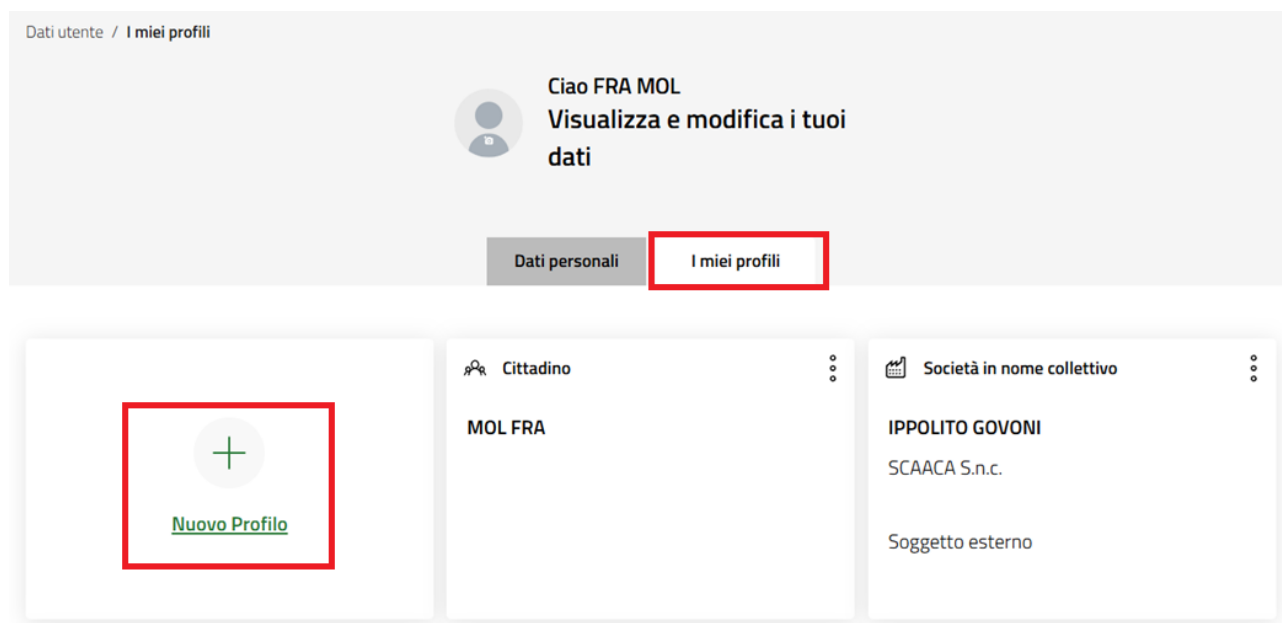 Dati utente / I miei profili
Ciao FRA MOL
Visualizza e modifica i tuoi
dati
Dati personali
I miei profili
Nuovo Profilo
Cittadino
MOL FRA
Società in nome collettivo
IPPOLITO GOVONI
SCAACA S.n.c.
Soggetto esterno